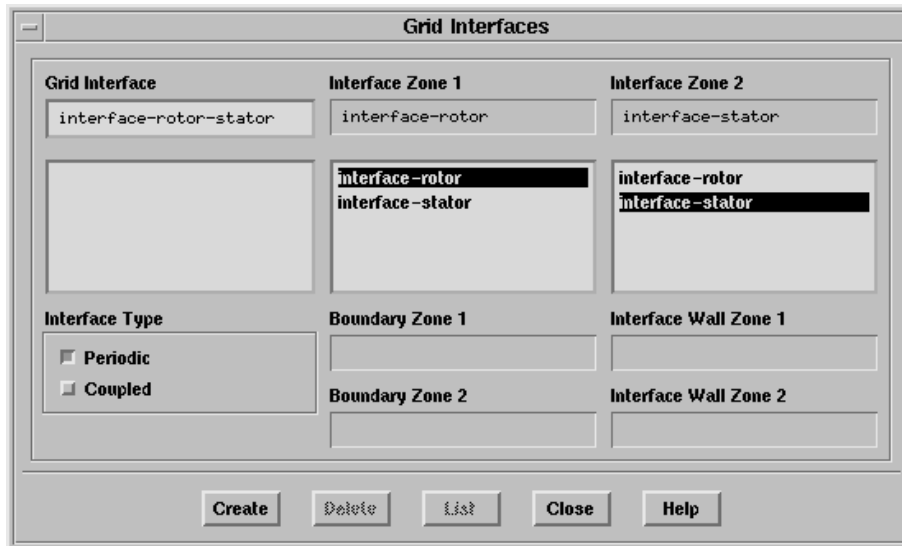 Grid Interfaces
Grid Interface Interface Zone 1 Interface Zone 2
interface-rotor-stator interface-rotor interface-stator
interface-rotor interface-rotor
interface-stator interface-stator
Interface Type Boundary Zone 1 Interface Wall Zone 1
Periodic
Coupled Boundary Zone 2 Interface Wall Zone 2
Create Delete List Close Help